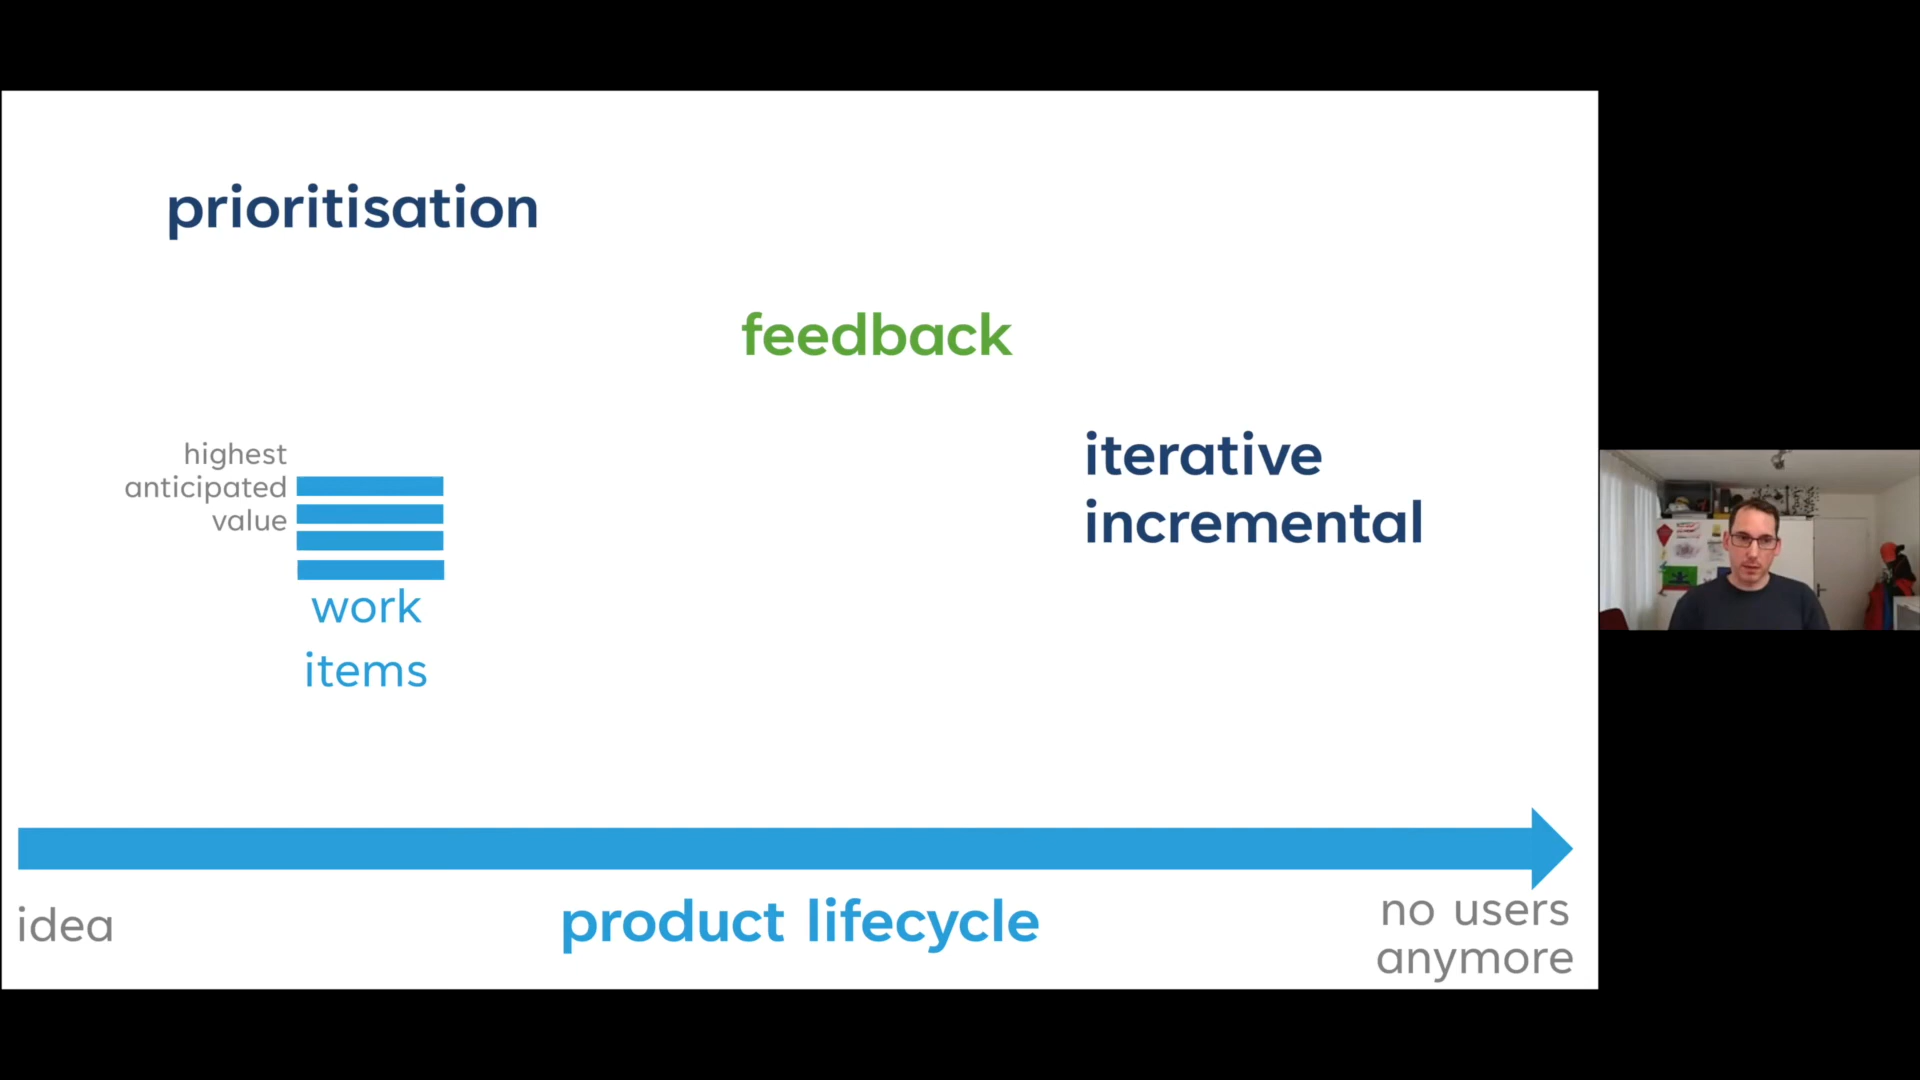 prioritisation
feedback
highest
anticipated
value
iterative
incremental
work
items
idea
product lifecycle
no users
anymore